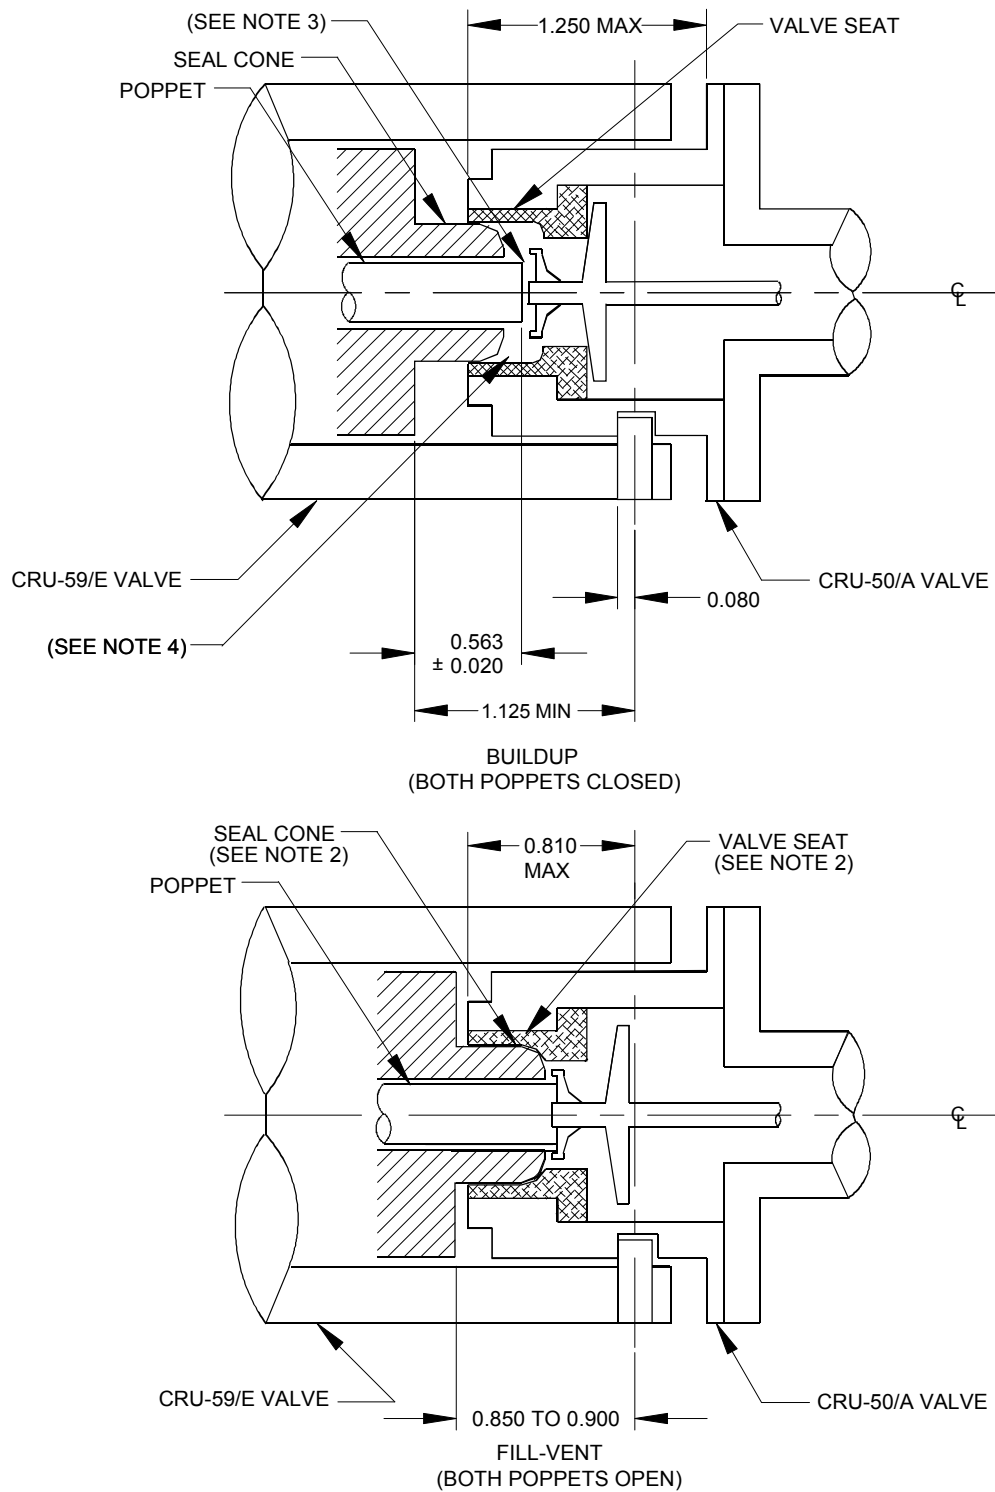 (SEE NOTE 3)
1.250 MAX
VALVE SEAT
SEAL CONE
POPPET
℄
CRU-59/E VALVE
CRU-50/A VALVE
0.080
(SEE NOTE 4)
0.563
± 0.020
1.125 MIN
BUILDUP
(BOTH POPPETS CLOSED)
SEAL CONE
(SEE NOTE 2)
0.810
MAX
VALVE SEAT
(SEE NOTE 2)
POPPET
℄
CRU-59/E VALVE
CRU-50/A VALVE
0.850 TO 0.900
FILL-VENT
(BOTH POPPETS OPEN)